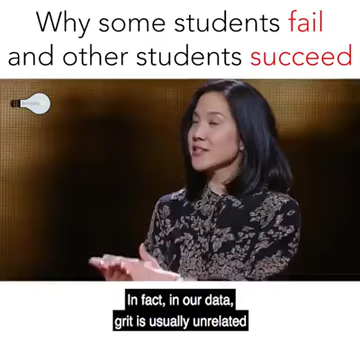 Why some students fail
and other students succeed
In fact, in our data,
grit is usually unrelated